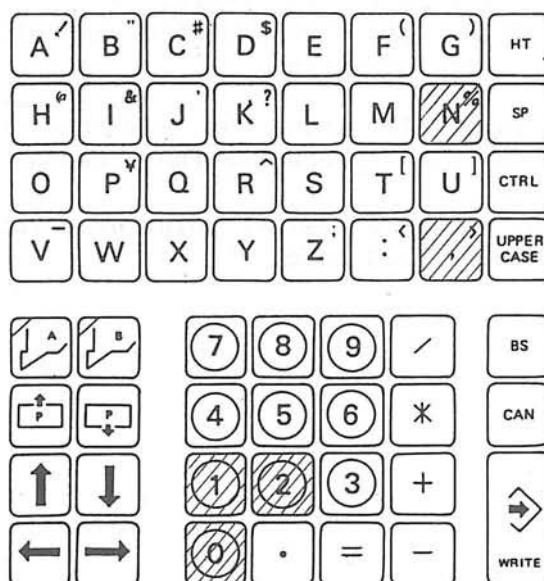 A ! B " C # D $ E F ( G ) HT
H @ I & J ' K ? L M N % SP
O P ¥ Q R ^ S T [ U ] CTRL
V _ W X Y Z ; : < , > UPPER
CASE
A B 7 8 9 / BS
P P 4 5 6 * CAN
1 2 3 +
0 . = - WRITE